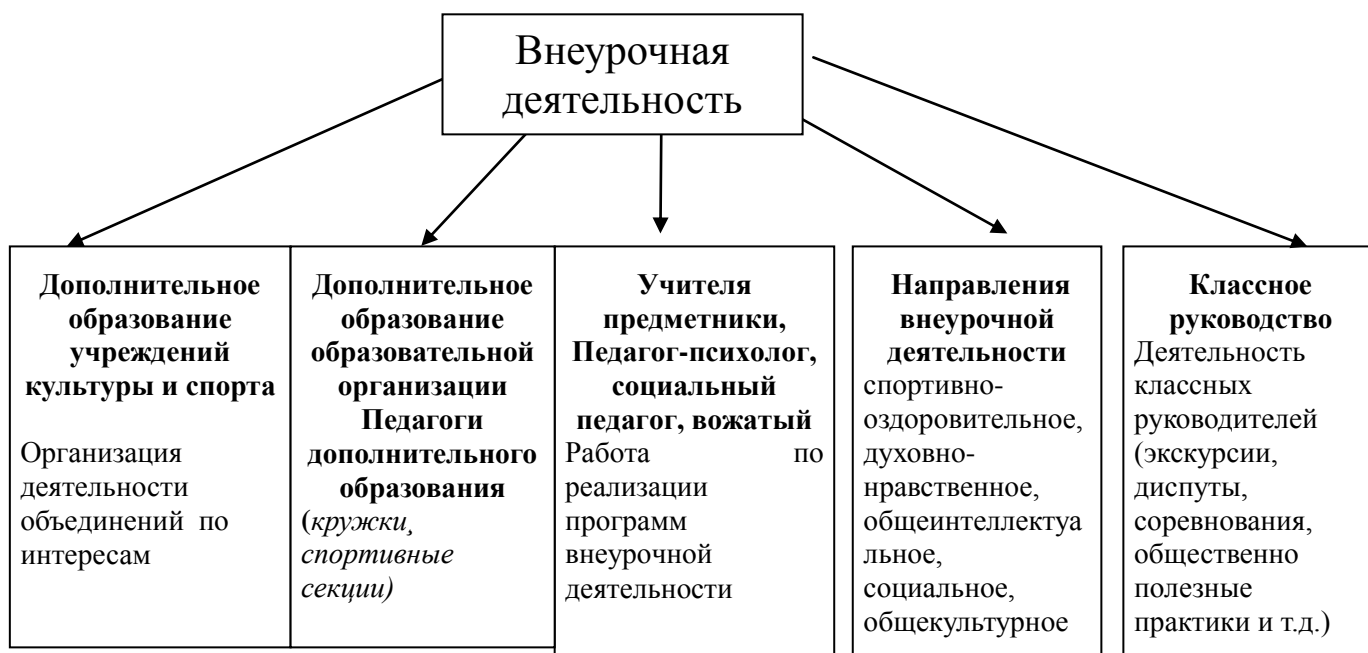 Внеурочная
деятельность
Дополнительное
образование
учреждений
культуры и спорта
Организация
деятельности
объединений по
интересам
Дополнительное
образование
образовательной
организации
Педагоги
дополнительного
образования
(кружки¸
спортивные
секции)
Учителя
предметники,
Педагог-психолог,
социальный
педагог, вожатый
Работа по
реализации
программ
внеурочной
деятельности
Направления
внеурочной
деятельности
спортивно-
оздоровительное,
духовно-
нравственное,
общеинтеллектуа
льное,
социальное,
общекультурное
Классное
руководство
Деятельность
классных
руководителей
(экскурсии,
диспуты,
соревнования,
общественно
полезные
практики и т.д.)